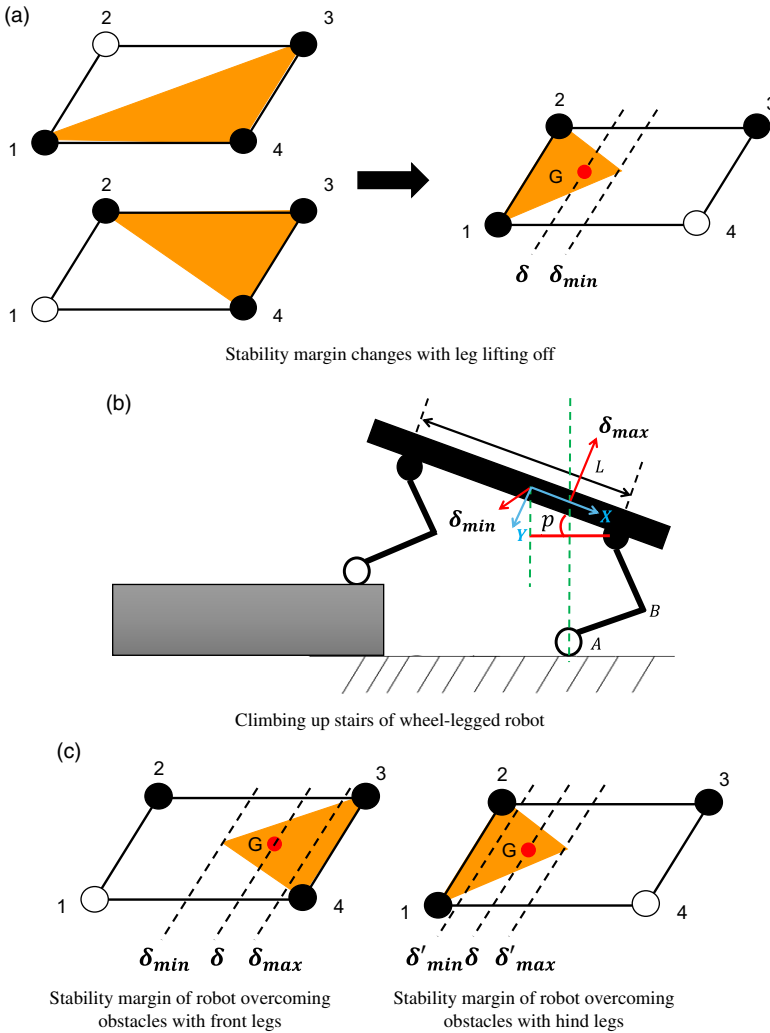 (a)
2
3
1
4
2
3
1
4
2
3
G
1
4
δ δmin
Stability margin changes with leg lifting off
(b)
δmax
L
δmin
X
p
Y
B
A
Climbing up stairs of wheel-legged robot
(c)
2
3
G
1
4
δmin δ δmax
Stability margin of robot overcoming
obstacles with front legs
2
3
G
1
4
δ'min δ δ'max
Stability margin of robot overcoming
obstacles with hind legs